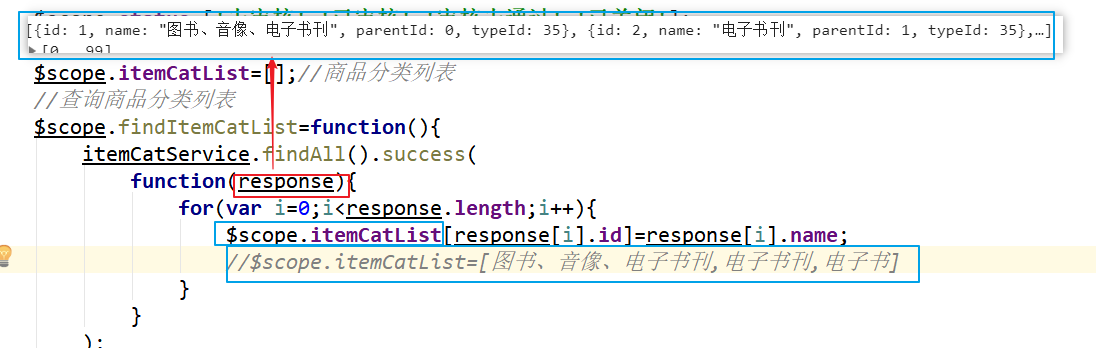 [{id: 1, name: "图书、音像、电子书刊", parentId: 0, typeId: 35}, {id: 2, name: "电子书刊", parentId: 1, typeId: 35},…]
$scope.itemCatList=[];//商品分类列表
//查询商品分类列表
$scope.findItemCatList=function(){
itemCatService.findAll().success(
function(response){
for(var i=0;i<response.length;i++){
$scope.itemCatList[response[i].id]=response[i].name;
//$scope.itemCatList=[图书、音像、电子书刊,电子书刊,电子书]
}
}
);